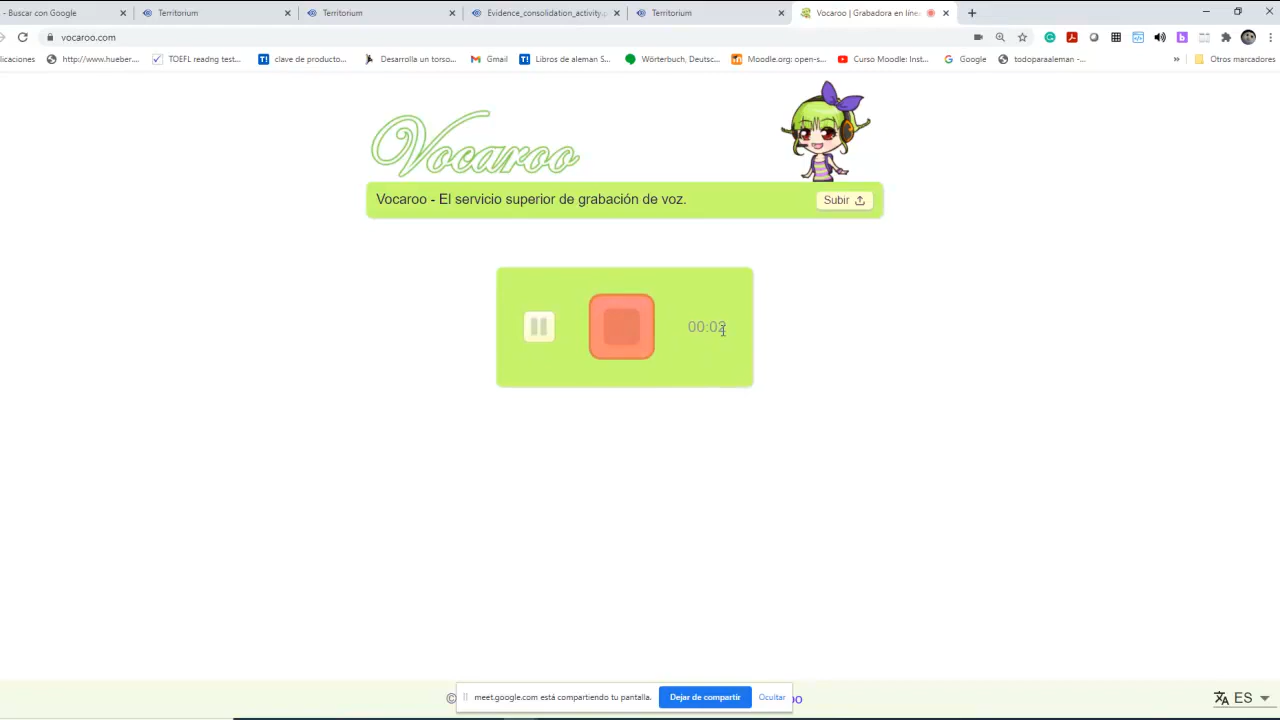 - Buscar con Google
Territorium
Territorium
Evidence_consolidation_activity.p
Territorium
Vocaroo | Grabadora en líne
vocaroo.com
licaciones
http://www.hueber...
TOEFL readng test...
clave de producto...
Desarrolla un torso...
Gmail
Libros de aleman S...
Wörterbuch, Deutsc...
Moodle.org: open-s...
Curso Moodle: Inst...
Google
todoparaaleman -...
»
Otros marcadores
Vocaroo
Vocaroo - El servicio superior de grabación de voz.
Subir
00:02
©
meet.google.com está compartiendo tu pantalla.
Dejar de compartir
Ocultar
oo
ES